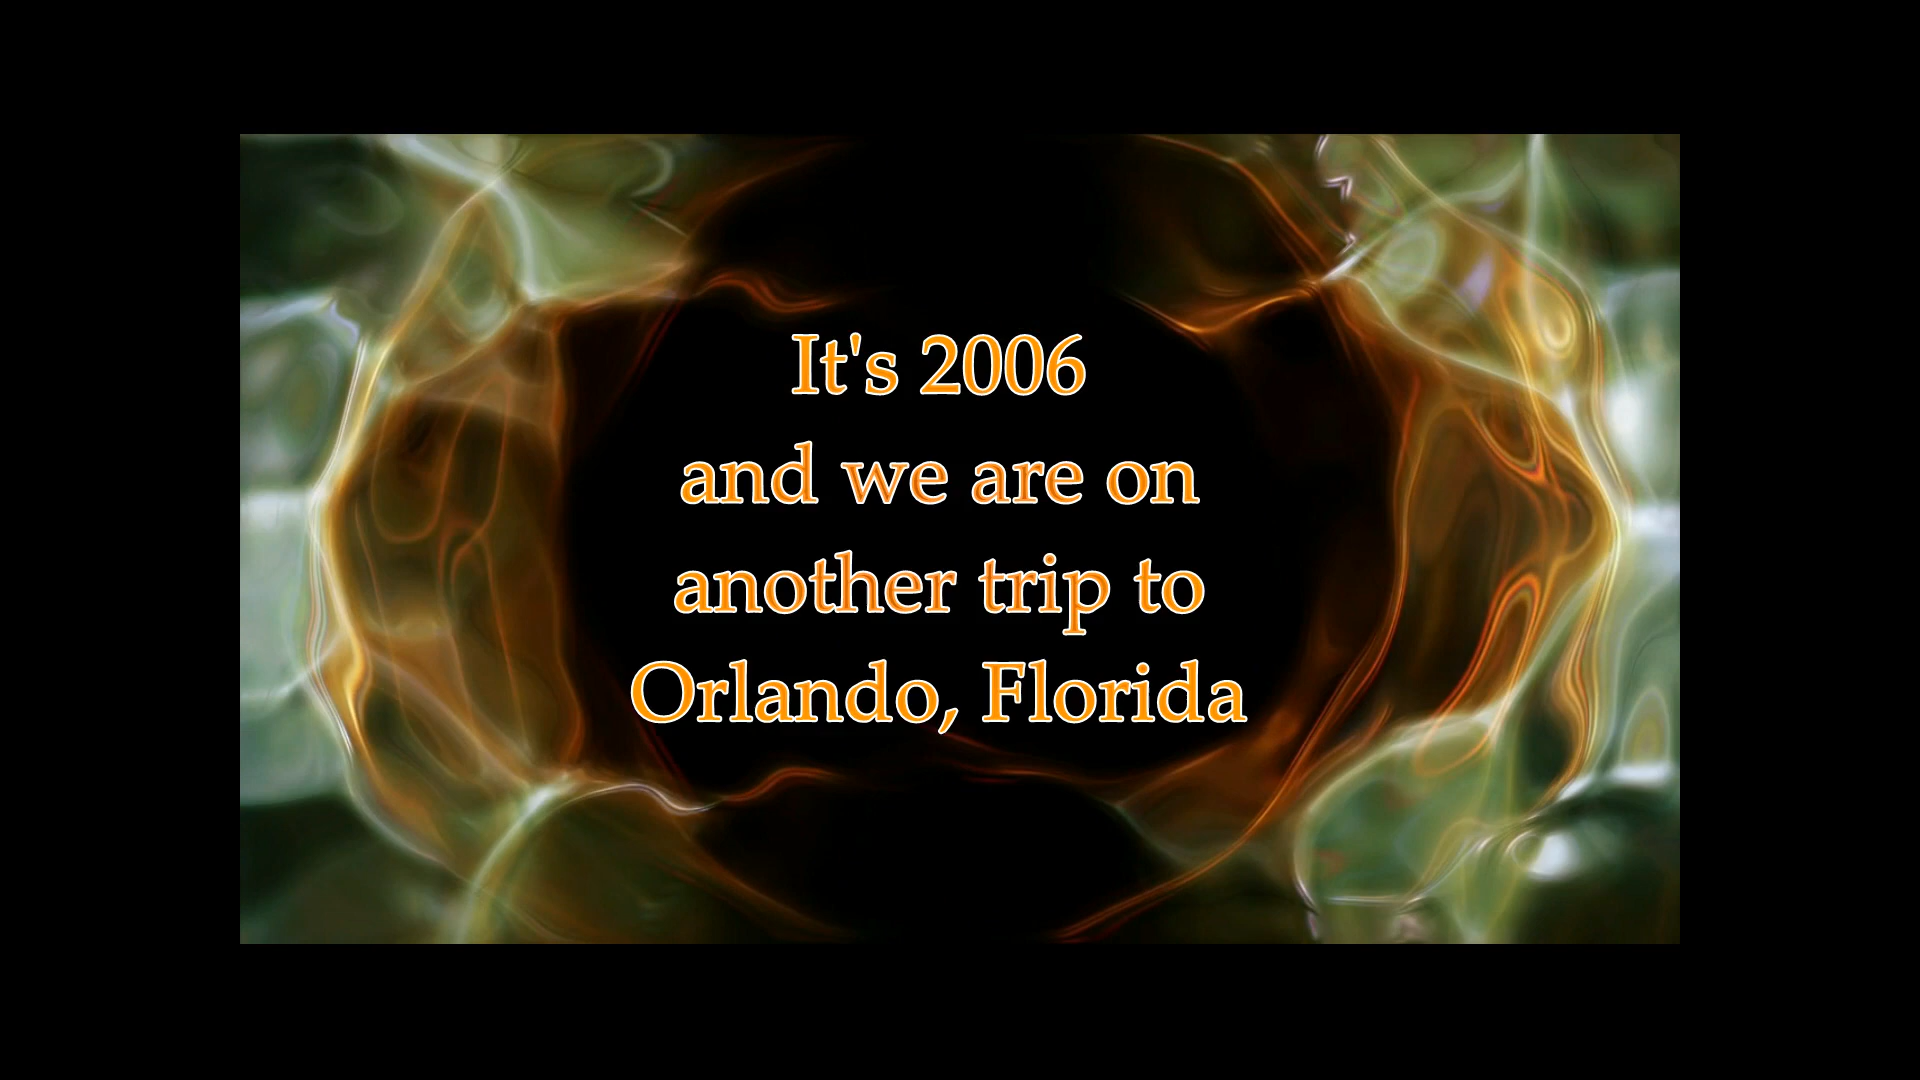 It's 2006
and we are on
another trip to
Orlando, Florida